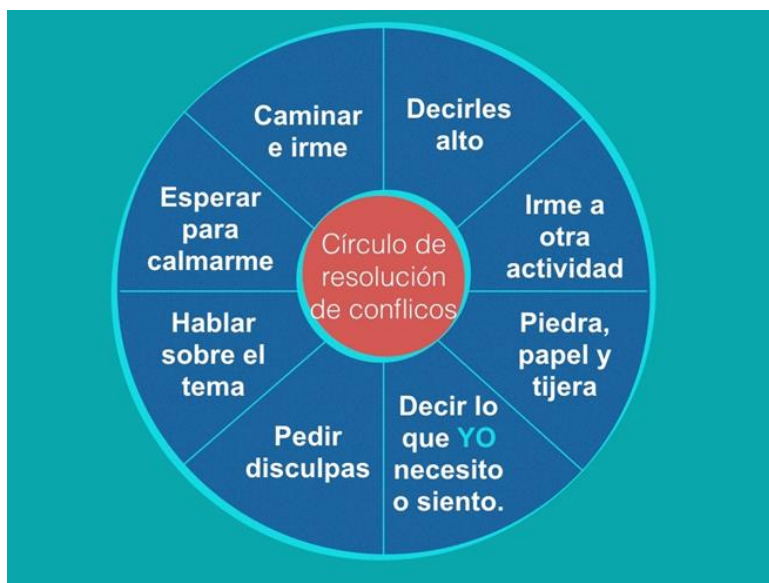 Caminar
e irme
Decirles
alto
Esperar
para
calmarme
Irme a
otra
actividad
Círculo de
resolución
de conflicos
Hablar
sobre el
tema
Piedra,
papel y
tijera
Pedir
disculpas
Decir lo
que YO
necesito
o siento.